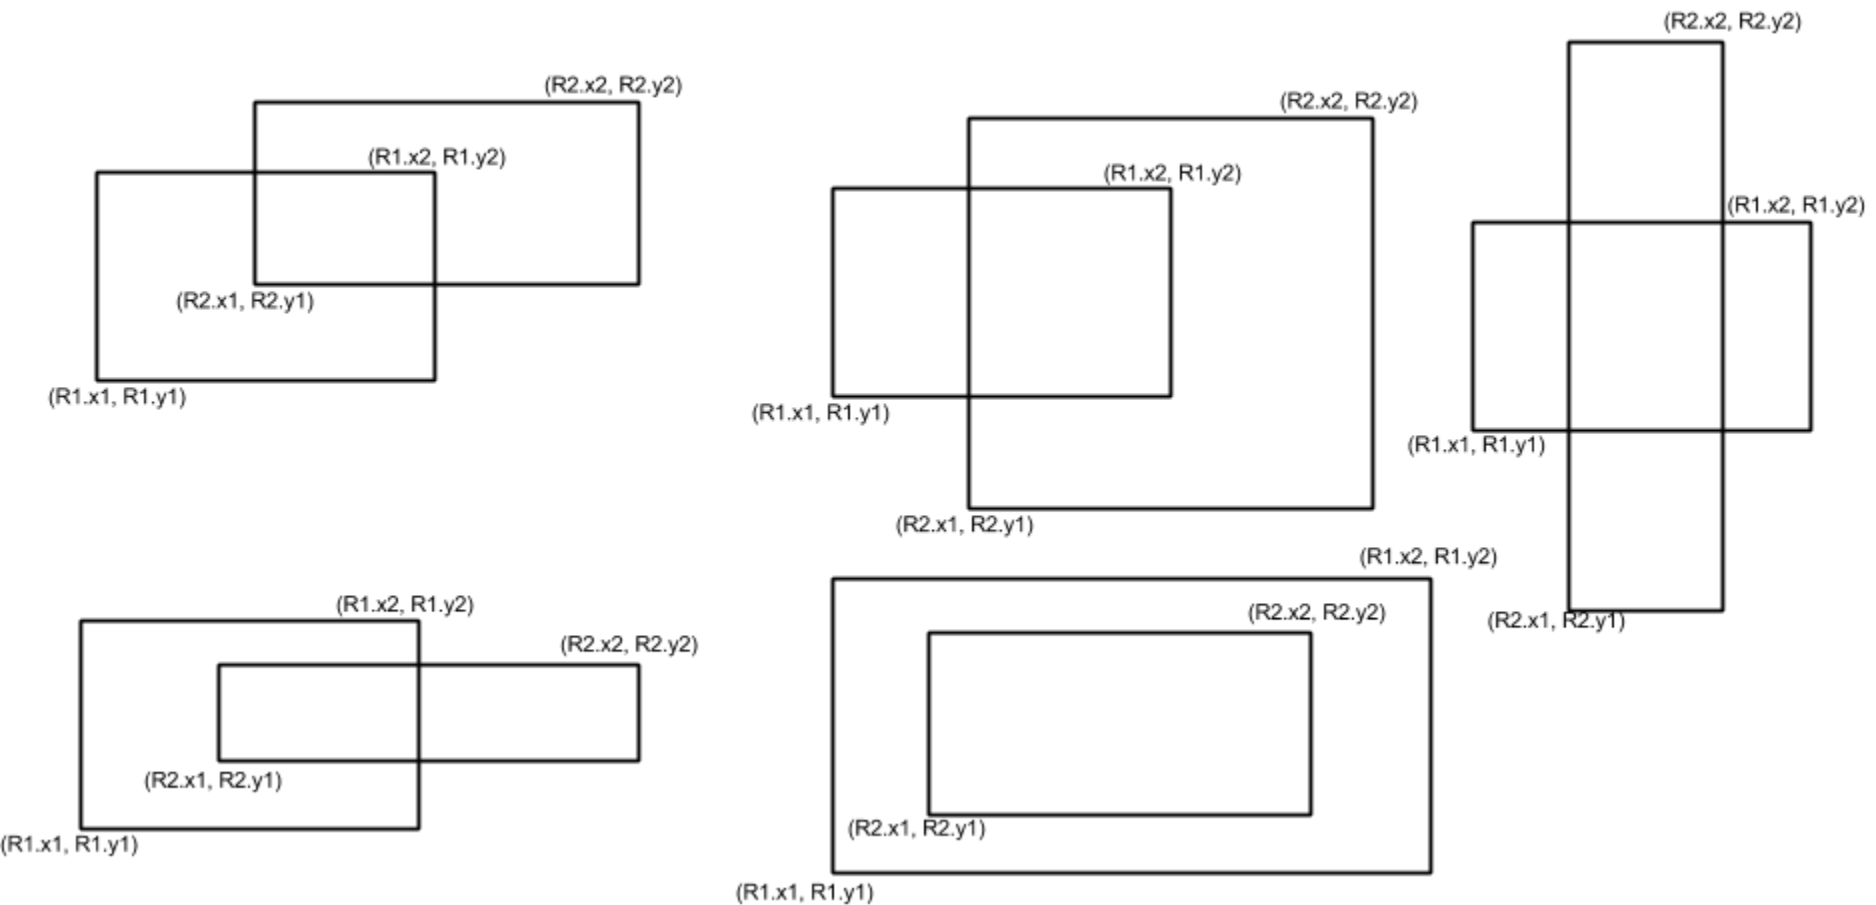 (R2.x2, R2.y2)
(R1.x2, R1.y2)
(R2.x1, R2.y1)
(R1.x1, R1.y1)
(R2.x2, R2.y2)
(R1.x2, R1.y2)
(R1.x1, R1.y1)
(R2.x1, R2.y1)
(R2.x2, R2.y2)
(R1.x2, R1.y2)
(R1.x1, R1.y1)
(R2.x1, R2.y1)
(R1.x2, R1.y2)
(R2.x2, R2.y2)
(R2.x1, R2.y1)
(R1.x1, R1.y1)
(R1.x2, R1.y2)
(R2.x2, R2.y2)
(R2.x1, R2.y1)
(R1.x1, R1.y1)